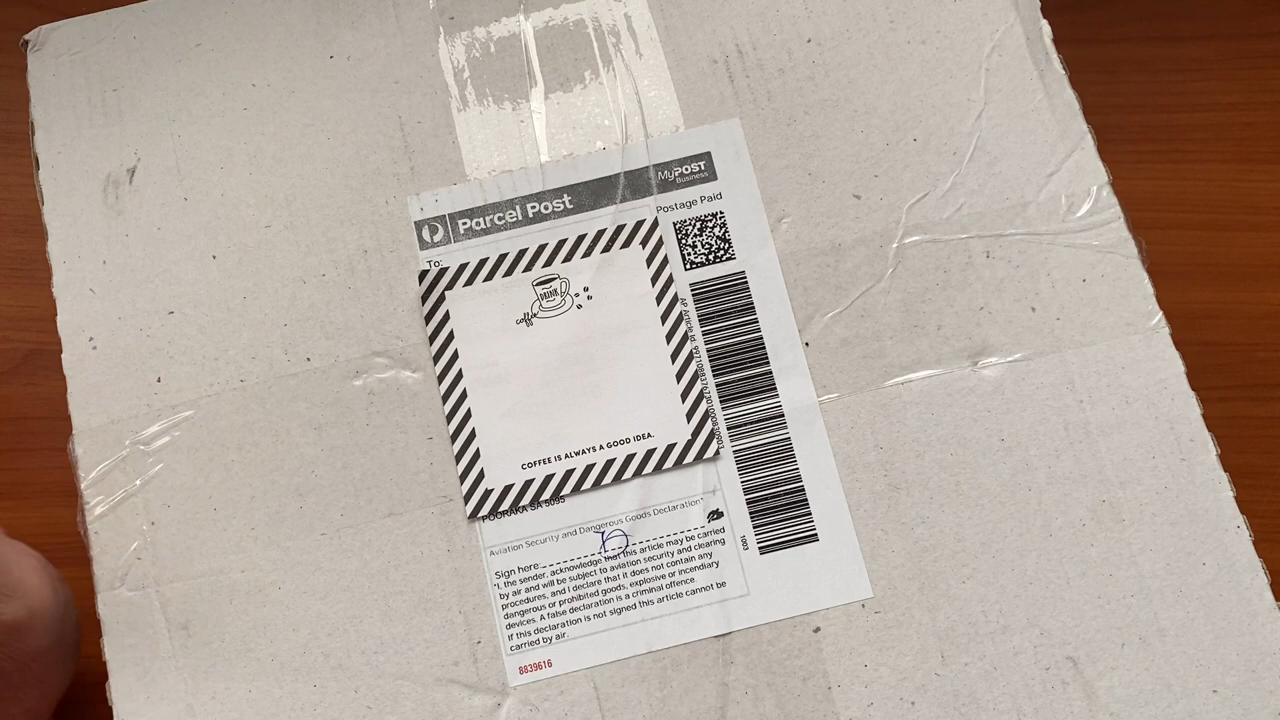 Parcel Post
MyPOST
Business
Postage Paid
To:
DRINK
coffee
COFFEE IS ALWAYS A GOOD IDEA.
POORAKA SA 5095
Aviation Security and Dangerous Goods Declaration*
Sign here
*I, the sender, acknowledge that this article may be carried
by air and will be subject to aviation security and clearing
procedures, and I declare that it does not contain any
dangerous or prohibited goods, explosive or incendiary
devices. A false declaration is a criminal offence.
If this declaration is not signed this article cannot be
carried by air.
8839616
AP Article Id:
1003